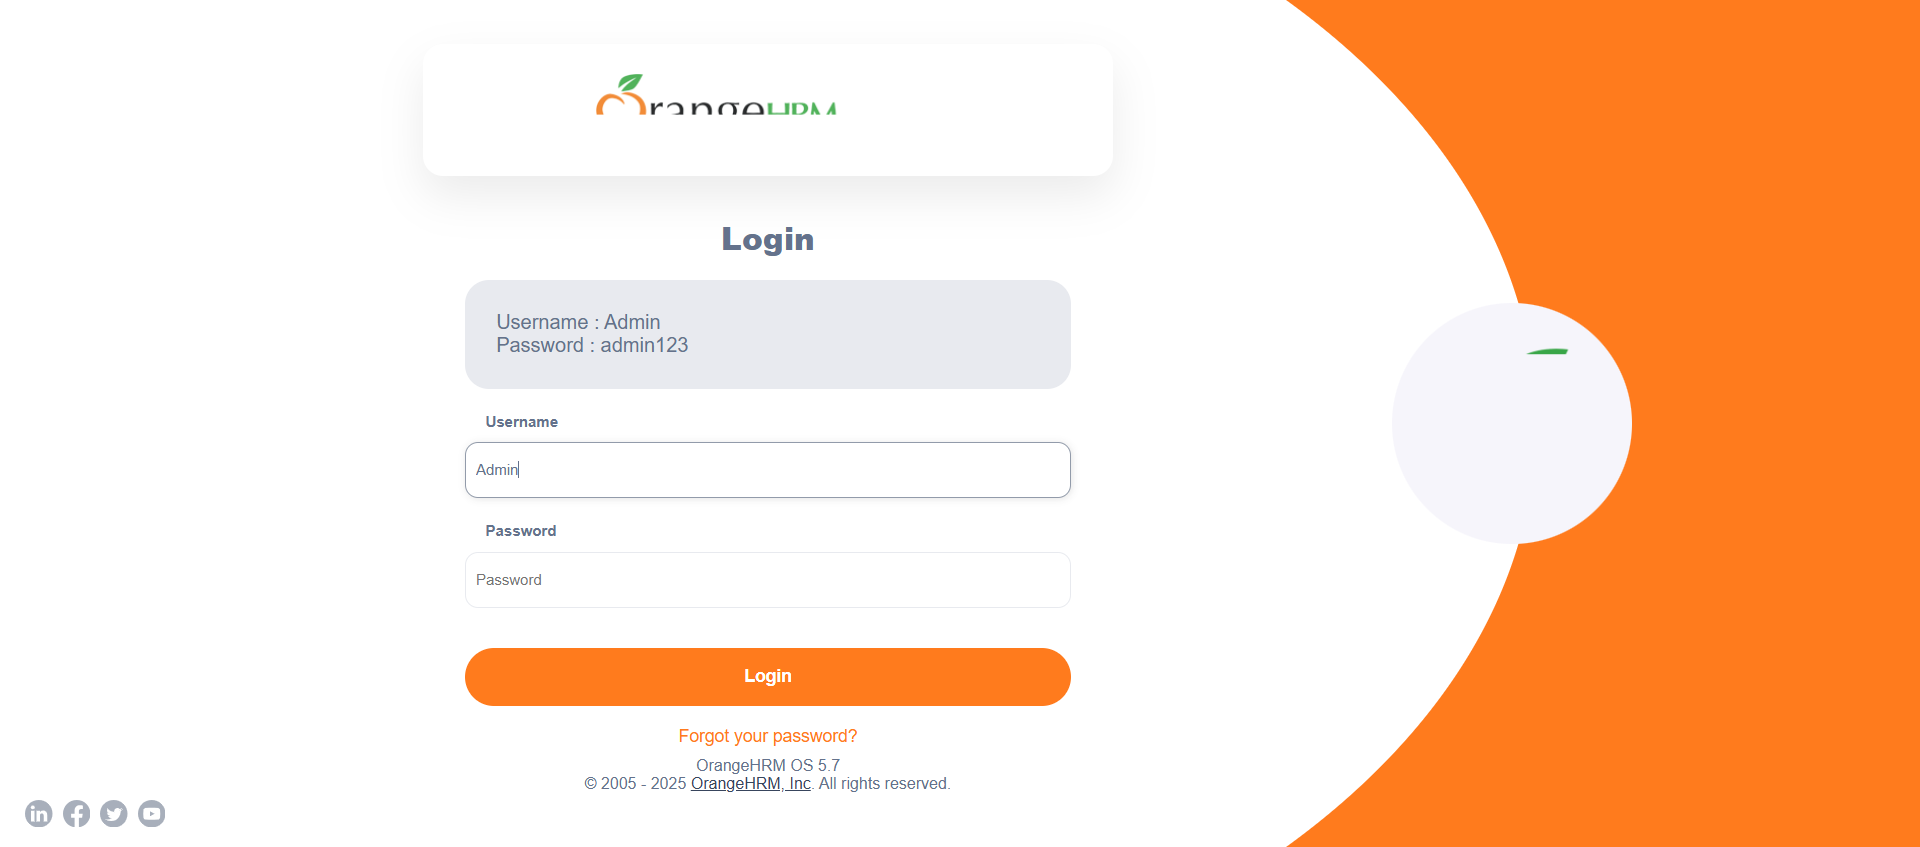 OrangeHRM
Login
Username : Admin
Password : admin123
Username
Admin
Password
Password
Login
Forgot your password?
OrangeHRM OS 5.7
© 2005 - 2025 OrangeHRM, Inc. All rights reserved.